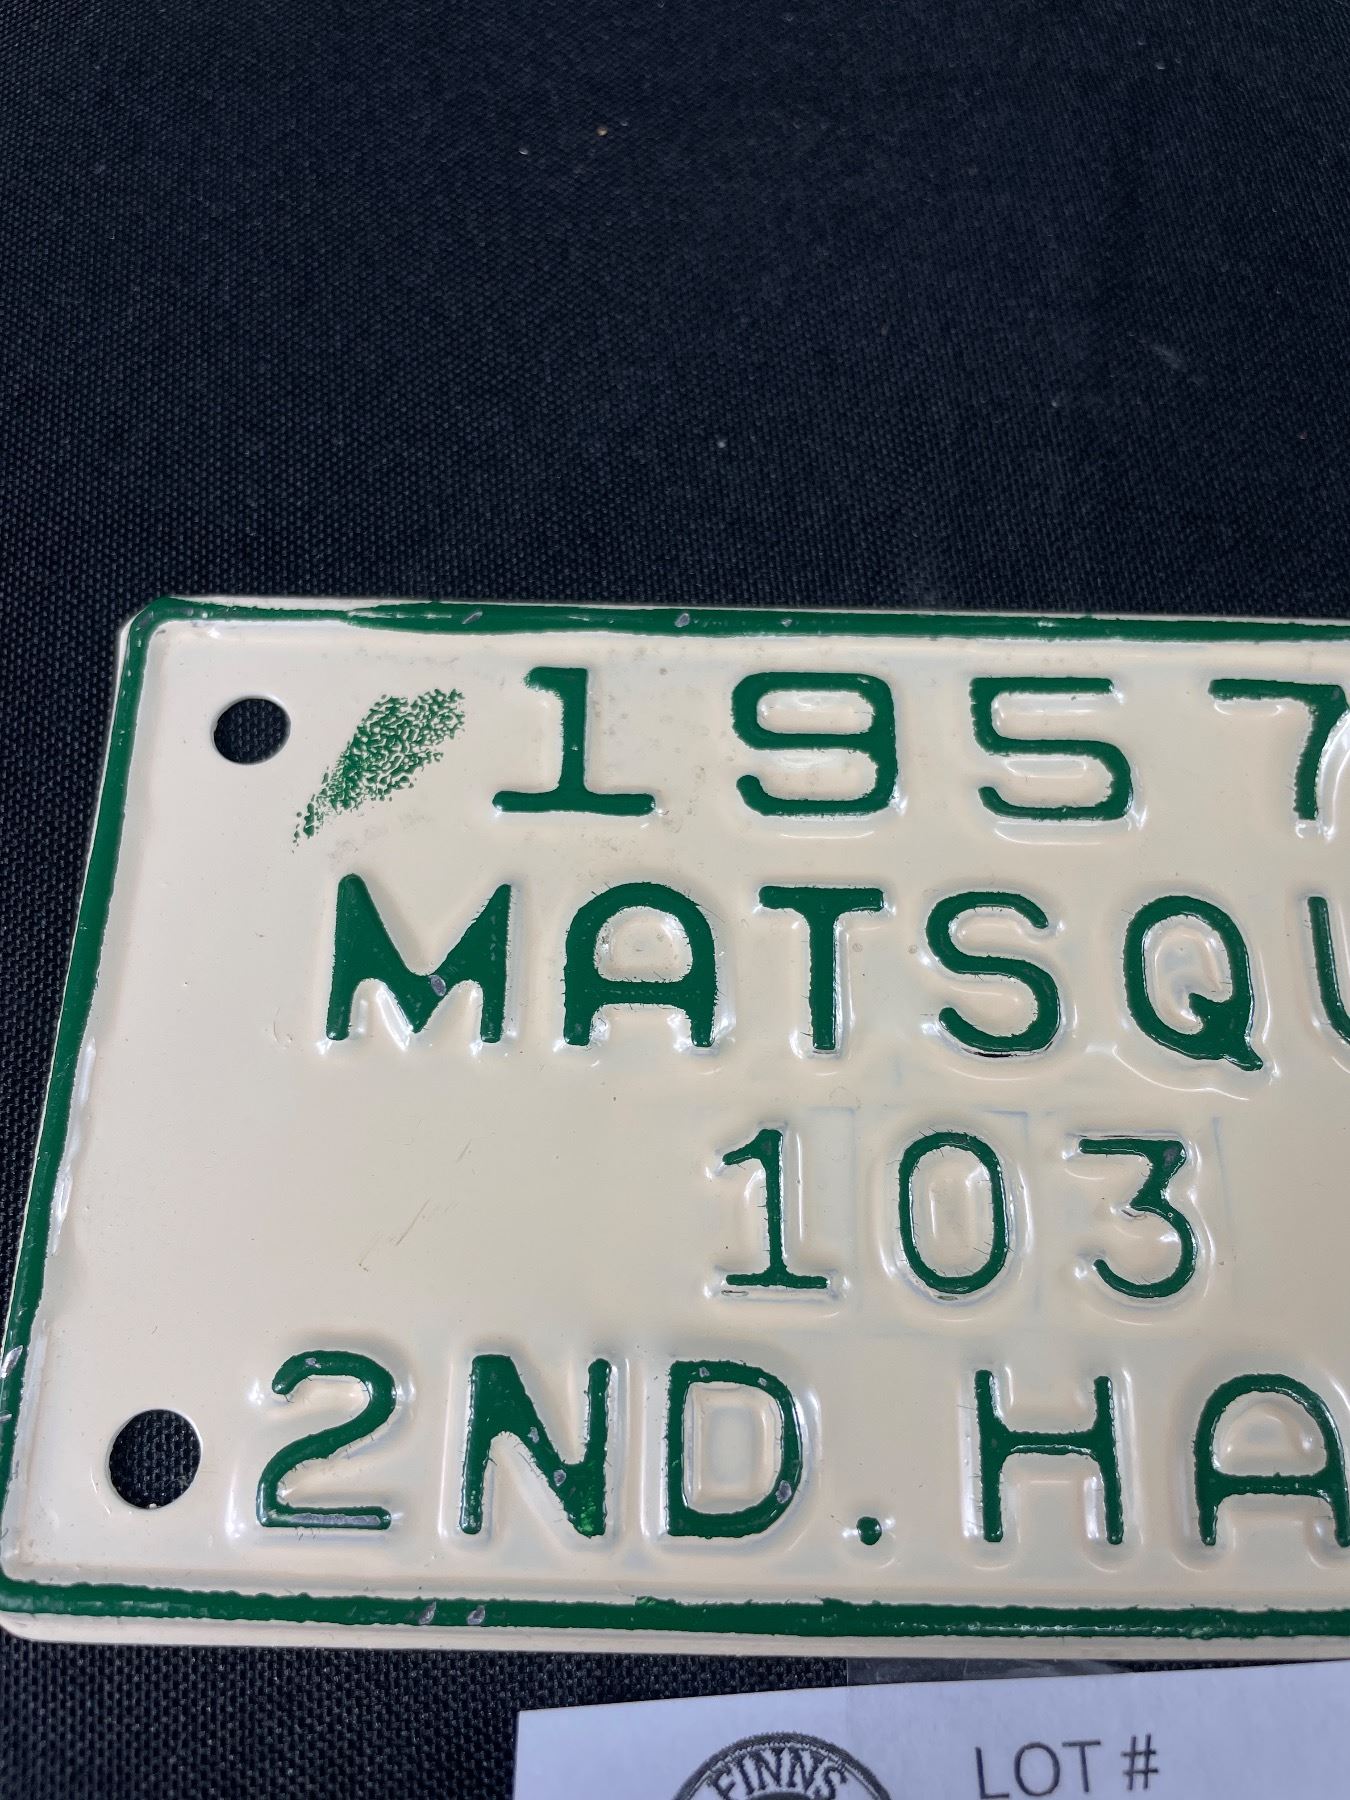 1957
MATSQU
103
2ND. HA
FINNS
LOT #